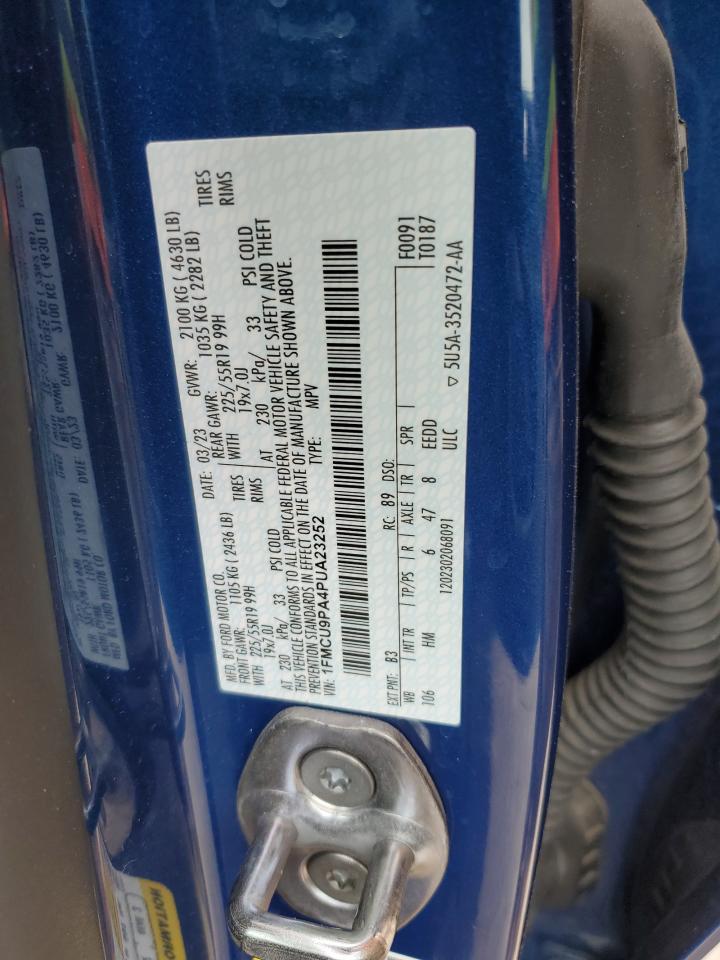 MFD. BY FORD MOTOR CO.
DATE: 03/23 GVWR: 2100 KG ( 4630 LB)
FRONT GAWR: 1105 KG ( 2436 LB) REAR GAWR: 1035 KG ( 2282 LB)
WITH 225/55R19 99H TIRES WITH 225/55R19 99H TIRES
19x7.0J RIMS 19x7.0J RIMS
AT 230 kPa/ 33 PSI COLD AT 230 kPa/ 33 PSI COLD
THIS VEHICLE CONFORMS TO ALL APPLICABLE FEDERAL MOTOR VEHICLE SAFETY AND THEFT
PREVENTION STANDARDS IN EFFECT ON THE DATE OF MANUFACTURE SHOWN ABOVE.
VIN: 1FMCU9PA4PUA23252 TYPE: MPV
EXT PNT: B3 RC: 89 DSO: F0091
WB INT TR TP/PS R AXLE TR SPR T0187
106 HM 6 47 8 EEDD
1202302068091 ULC ▽ 5U5A-3520472-AA